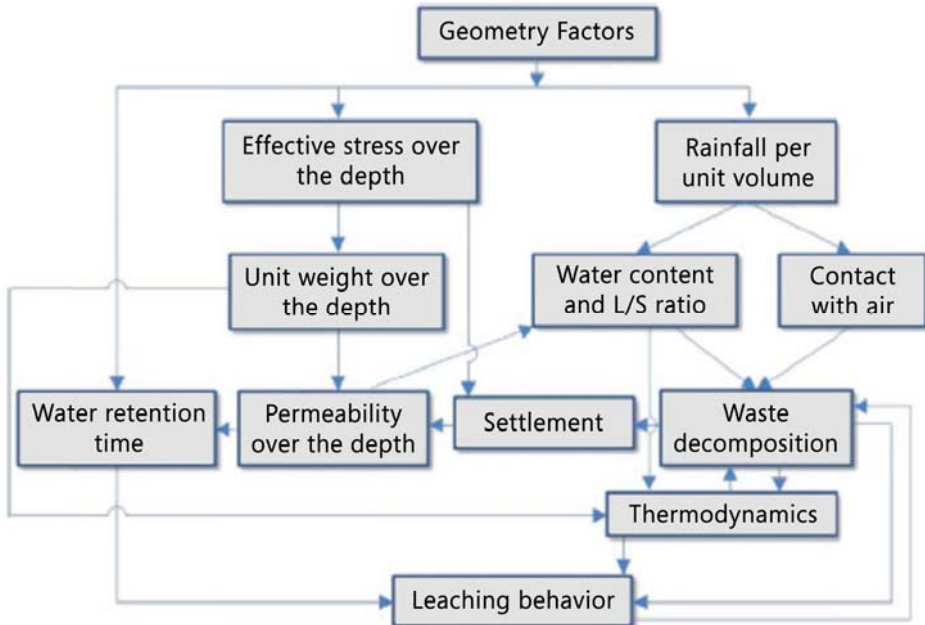 Geometry Factors
Effective stress over
the depth
Rainfall per
unit volume
Unit weight over
the depth
Water content
and L/S ratio
Contact
with air
Water retention
time
Permeability
over the depth
Settlement
Waste
decomposition
Thermodynamics
Leaching behavior